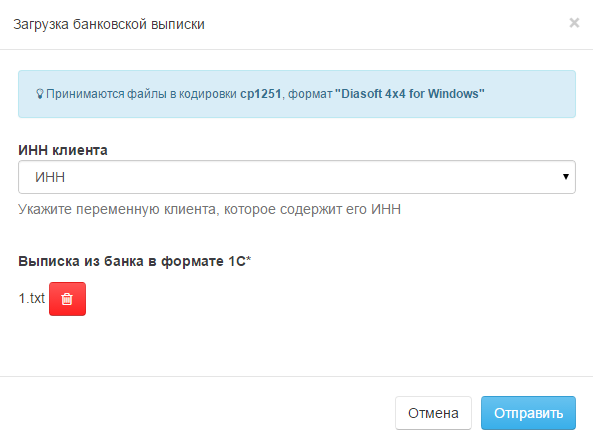 Загрузка банковской выписки
×
Принимаются файлы в кодировки cp1251, формат "Diasoft 4x4 for Windows"
ИНН клиента
ИНН
Укажите переменную клиента, которое содержит его ИНН
Выписка из банка в формате 1С*
1.txt
Отмена Отправить